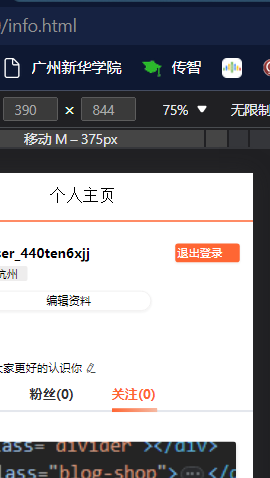 /info.html
广州新华学院 传智
390 × 844 75% 无限制
移动 M – 375px
个人主页
ser_440ten6xjj 退出登录
杭州
编辑资料
大家更好的认识你
粉丝(0) 关注(0)
class="divider"></div>
class="blog-shop">